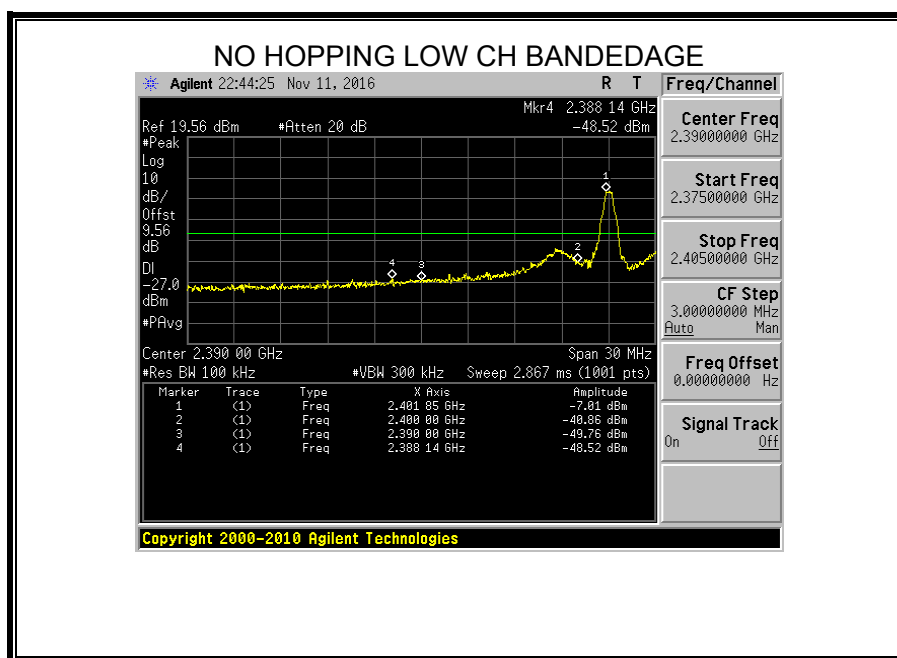 NO HOPPING LOW CH BANDEDAGE
Agilent 22:44:25 Nov 11, 2016 R T
Freq/Channel
Mkr4 2.388 14 GHz
Ref 19.56 dBm #Atten 20 dB -48.52 dBm
#Peak
Log
10
dB/
Offst
9.56
dB
DI
-27.0
dBm
#PAvg
1
2
3
4
Center 2.390 00 GHz Span 30 MHz
#Res BW 100 kHz #VBW 300 kHz Sweep 2.867 ms (1001 pts)
Marker Trace Type X Axis Amplitude
1 (1) Freq 2.401 85 GHz -7.01 dBm
2 (1) Freq 2.400 00 GHz -40.86 dBm
3 (1) Freq 2.390 00 GHz -49.76 dBm
4 (1) Freq 2.388 14 GHz -48.52 dBm
Center Freq
2.39000000 GHz
Start Freq
2.37500000 GHz
Stop Freq
2.40500000 GHz
CF Step
3.00000000 MHz
Auto Man
Freq Offset
0.00000000 Hz
Signal Track
On Off
Copyright 2000-2010 Agilent Technologies